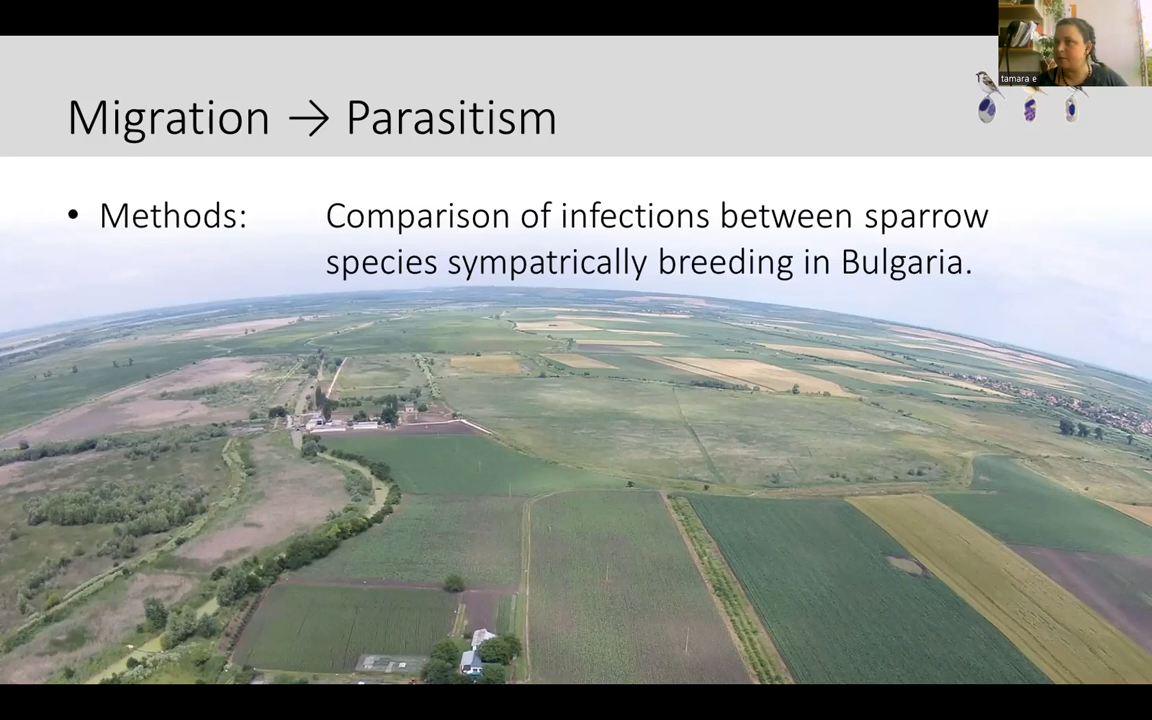 tamara e
Migration → Parasitism
• Methods: Comparison of infections between sparrow
species sympatrically breeding in Bulgaria.